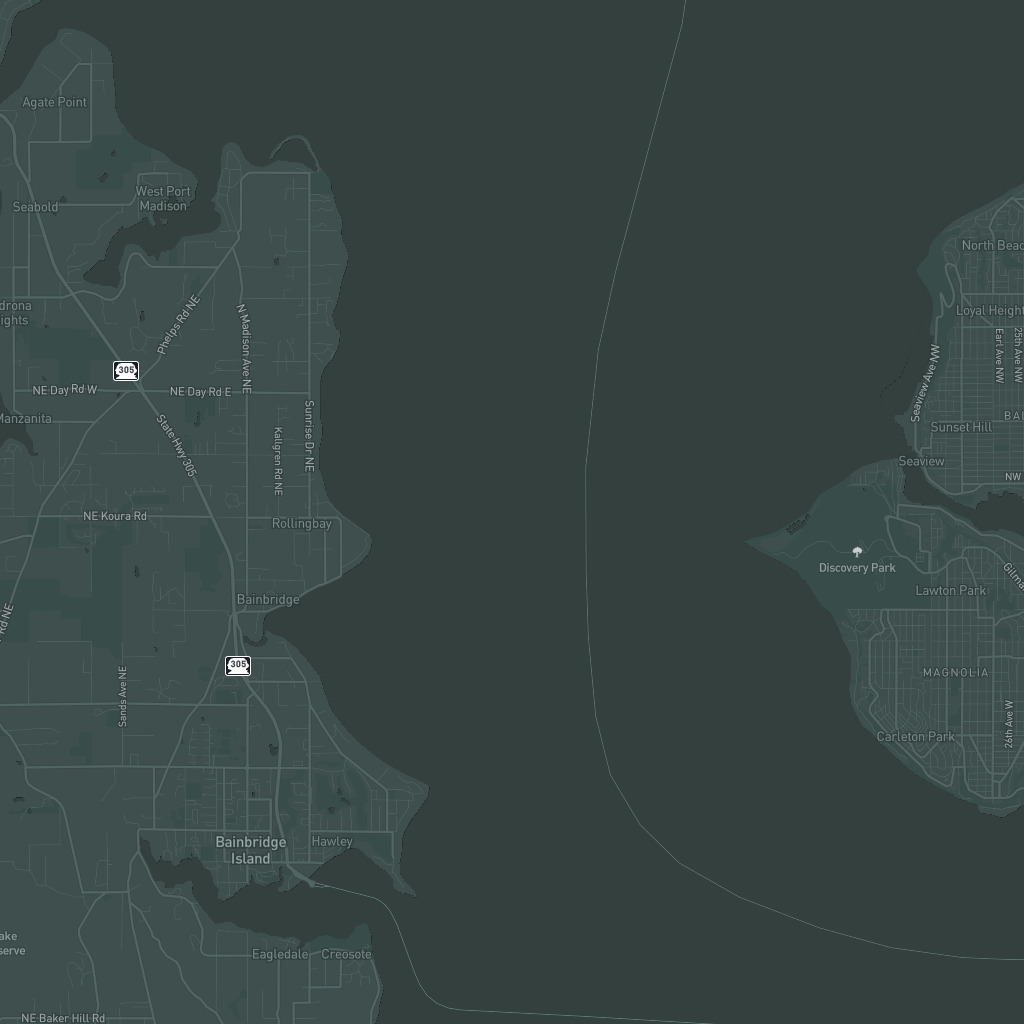 Agate Point
West Port
Madison
Seabold
North Beac
drona
ights
Loyal Height
Phelps Rd NE
N Madison Ave NE
Earl Ave NW
25th Ave NW
305
Seaview Ave NW
NE Day Rd W
NE Day Rd E
Manzanita
BAL
Sunset Hill
State Hwy 305
Kallgren Rd NE
Sunrise Dr NE
Seaview
NW
NE Koura Rd
Rollingbay
Discovery Park
Gilma
Lawton Park
Bainbridge
Rd NE
305
MAGNOLIA
Sands Ave NE
26th Ave W
Carleton Park
Bainbridge
Island
Hawley
ake
serve
Eagledale
Creosote
NE Baker Hill Rd